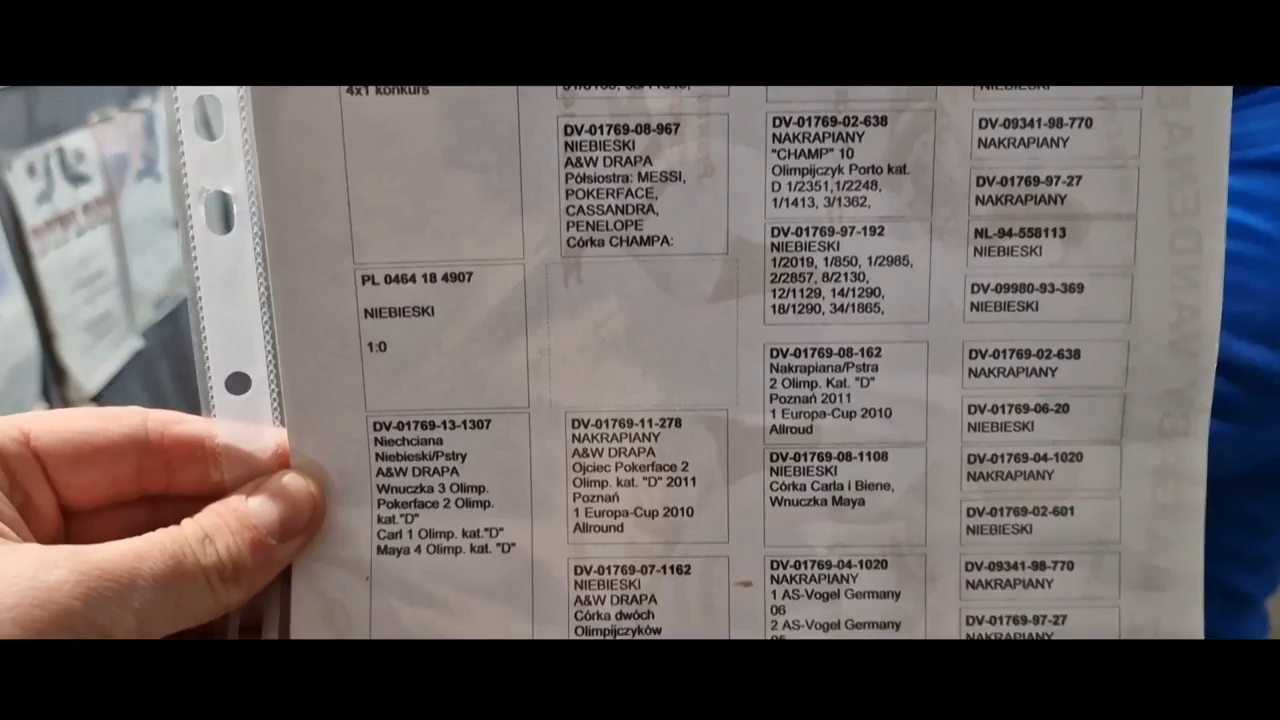 4x1 konkurs
PL 0464 18 4907
NIEBIESKI
1:0
DV-01769-13-1307
Niechciana
Niebieski/Pstry
A&W DRAPA
Wnuczka 3 Olimp.
Pokerface 2 Olimp.
kat."D"
Carl 1 Olimp. kat."D"
Maya 4 Olimp. kat. "D"
DV-01769-08-967
NIEBIESKI
A&W DRAPA
Półsiostra: MESSI,
POKERFACE,
CASSANDRA,
PENELOPE
Córka CHAMPA:
DV-01769-11-278
NAKRAPIANY
A&W DRAPA
Ojciec Pokerface 2
Olimp. kat. "D" 2011
Poznań
1 Europa-Cup 2010
Allround
DV-01769-07-1162
NIEBIESKI
A&W DRAPA
Córka dwóch
Olimpijczyków
DV-01769-02-638
NAKRAPIANY
"CHAMP" 10
Olimpijczyk Porto kat.
D 1/2351,1/2248,
1/1413, 3/1362,
DV-01769-97-192
NIEBIESKI
1/2019, 1/850, 1/2985,
2/2857, 8/2130,
12/1129, 14/1290,
18/1290, 34/1865,
DV-01769-08-162
Nakrapiana/Pstra
2 Olimp. Kat. "D"
Poznań 2011
1 Europa-Cup 2010
Allroud
DV-01769-08-1108
NIEBIESKI
Córka Carla i Biene,
Wnuczka Maya
DV-01769-04-1020
NAKRAPIANY
1 AS-Vogel Germany
06
2 AS-Vogel Germany
NIEBIESKI
DV-09341-98-770
NAKRAPIANY
DV-01769-97-27
NAKRAPIANY
NL-94-558113
NIEBIESKI
DV-09980-93-369
NIEBIESKI
DV-01769-02-638
NAKRAPIANY
DV-01769-06-20
NIEBIESKI
DV-01769-04-1020
NAKRAPIANY
DV-01769-02-601
NIEBIESKI
DV-09341-98-770
NAKRAPIANY
DV-01769-97-27
NAKRAPIANY